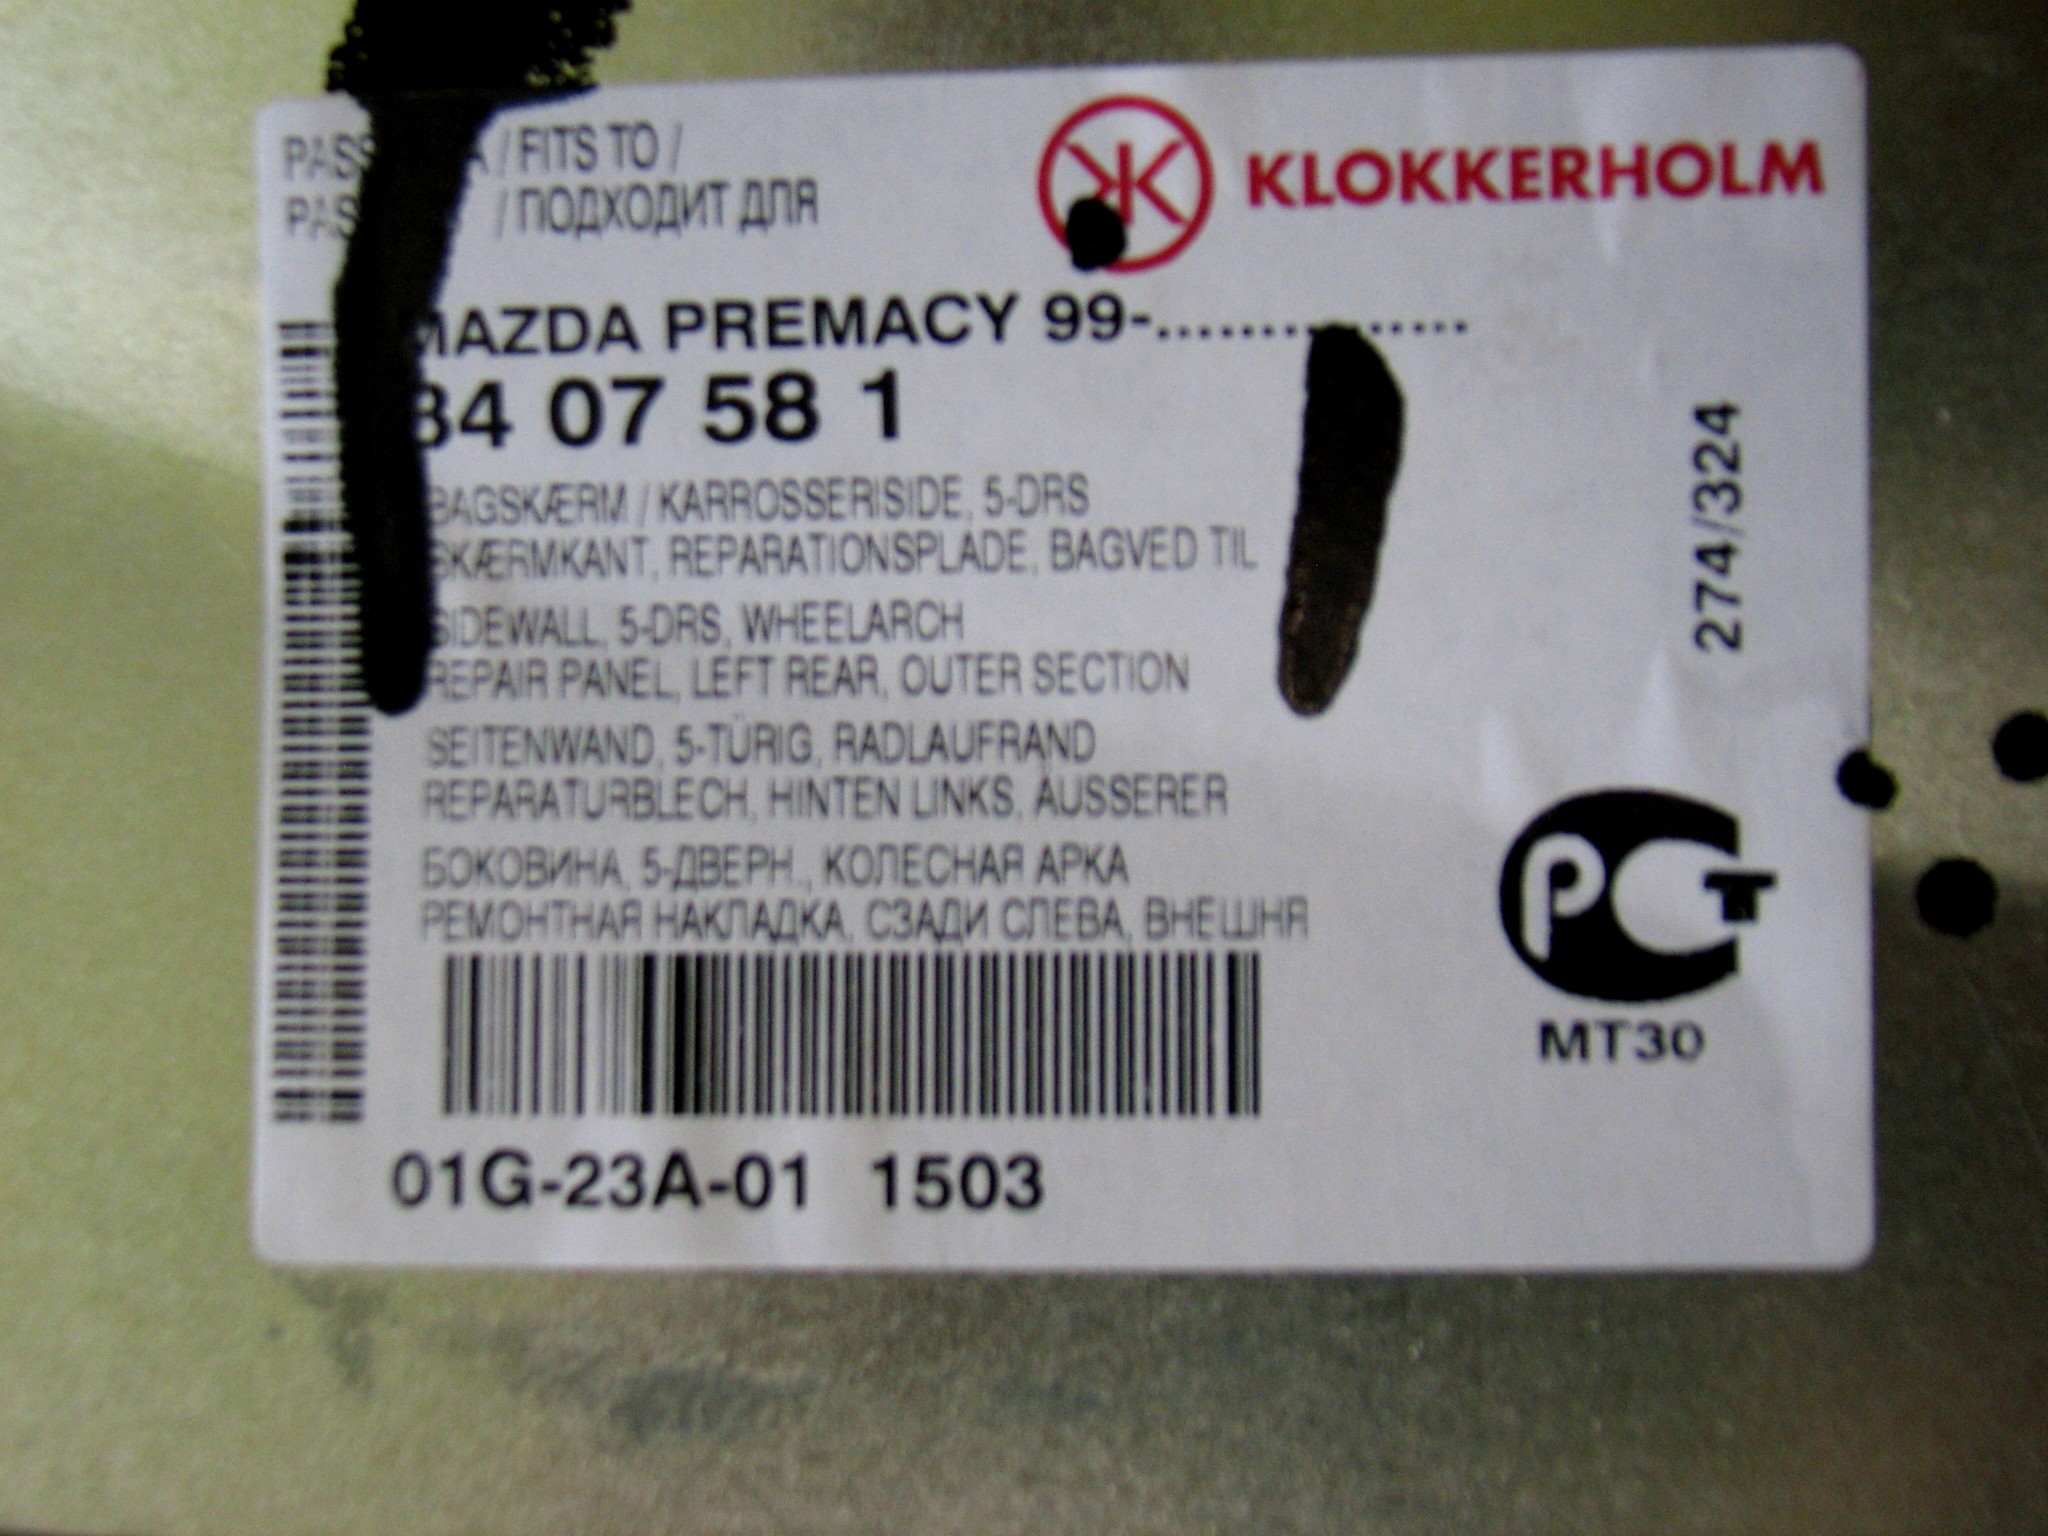 / FITS TO /
/ ПОДХОДИТ ДЛЯ
KLOKKERHOLM
MAZDA PREMACY 99-...............
84 07 58 1
BAGSKÆRM / KARROSSERISIDE, 5-DRS
SKÆRMKANT, REPARATIONSPLADE, BAGVED TIL
SIDEWALL, 5-DRS, WHEELARCH
REPAIR PANEL, LEFT REAR, OUTER SECTION
SEITENWAND, 5-TÜRIG, RADLAUFRAND
REPARATURBLECH, HINTEN LINKS, ÄUSSERER
БОКОВИНА, 5-ДВЕРН., КОЛЕСНАЯ АРКА
РЕМОНТНАЯ НАКЛАДКА, СЗАДИ СЛЕВА, ВНЕШНЯ
274/324
РСТ
MT30
01G-23A-01 1503